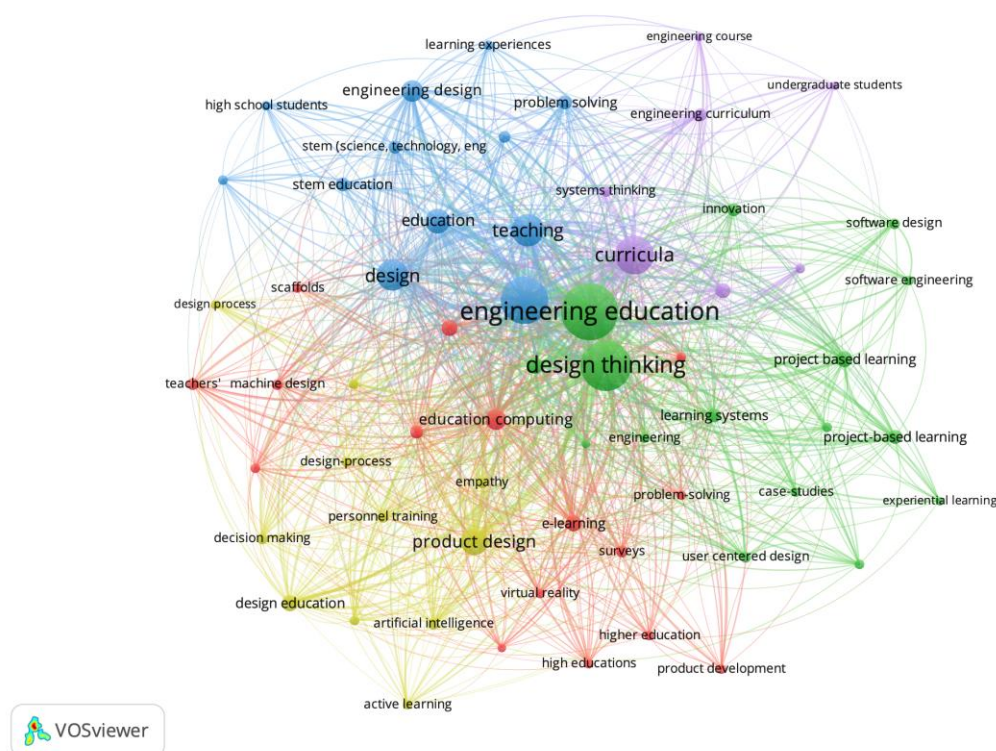 engineering course
learning experiences
undergraduate students
engineering design
high school students
problem solving
engineering curriculum
stem (science, technology, eng
stem education
systems thinking
innovation
education
teaching
software design
curricula
design
software engineering
scaffolds
design process
engineering education
project based learning
design thinking
teachers'
machine design
education computing
learning systems
engineering
project-based learning
design-process
empathy
problem-solving
case-studies
experiential learning
personnel training
e-learning
decision making
product design
surveys
user centered design
virtual reality
design education
artificial intelligence
higher education
high educations
product development
active learning
VOSviewer